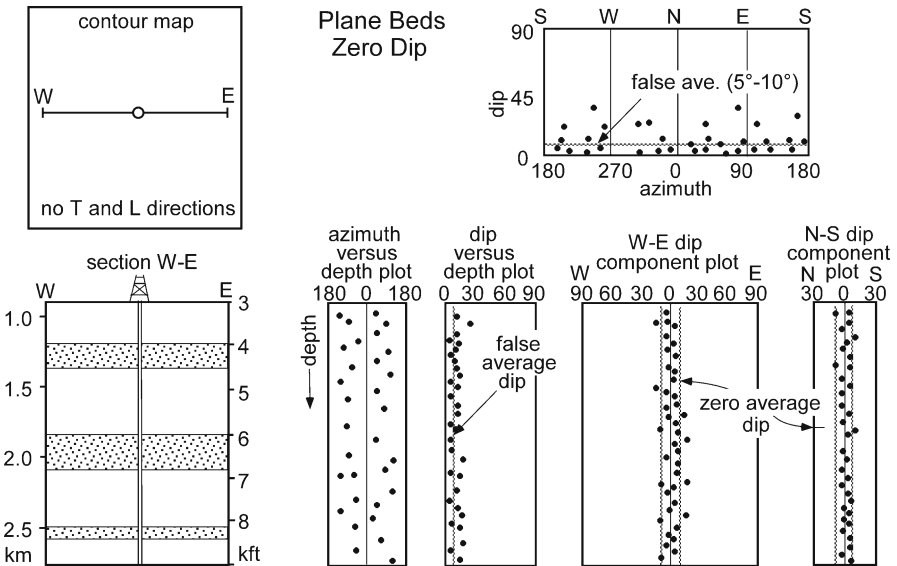 contour map
W E
no T and L directions
Plane Beds
Zero Dip
S W N E S
90
false ave. (5°-10°)
45
dip
0
180 270 0 90 180
azimuth
section W-E
W E
3
1.0
4
1.5
5
6
2.0
7
8
2.5
km kft
azimuth
versus
depth plot
180 0 180
depth
dip
versus
depth plot
0 30 60 90
false
average
dip
W-E dip
component plot
W E
90 60 30 0 30 60 90
zero average
dip
N-S dip
component
N plot S
30 0 30